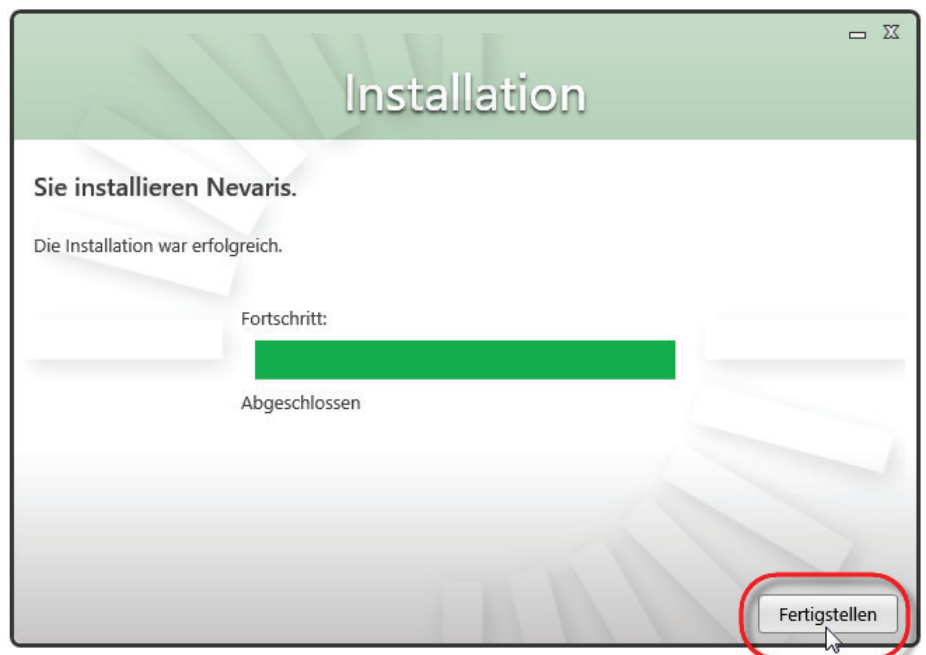 Installation
Sie installieren Nevaris.
Die Installation war erfolgreich.
Fortschritt:
Abgeschlossen
Fertigstellen